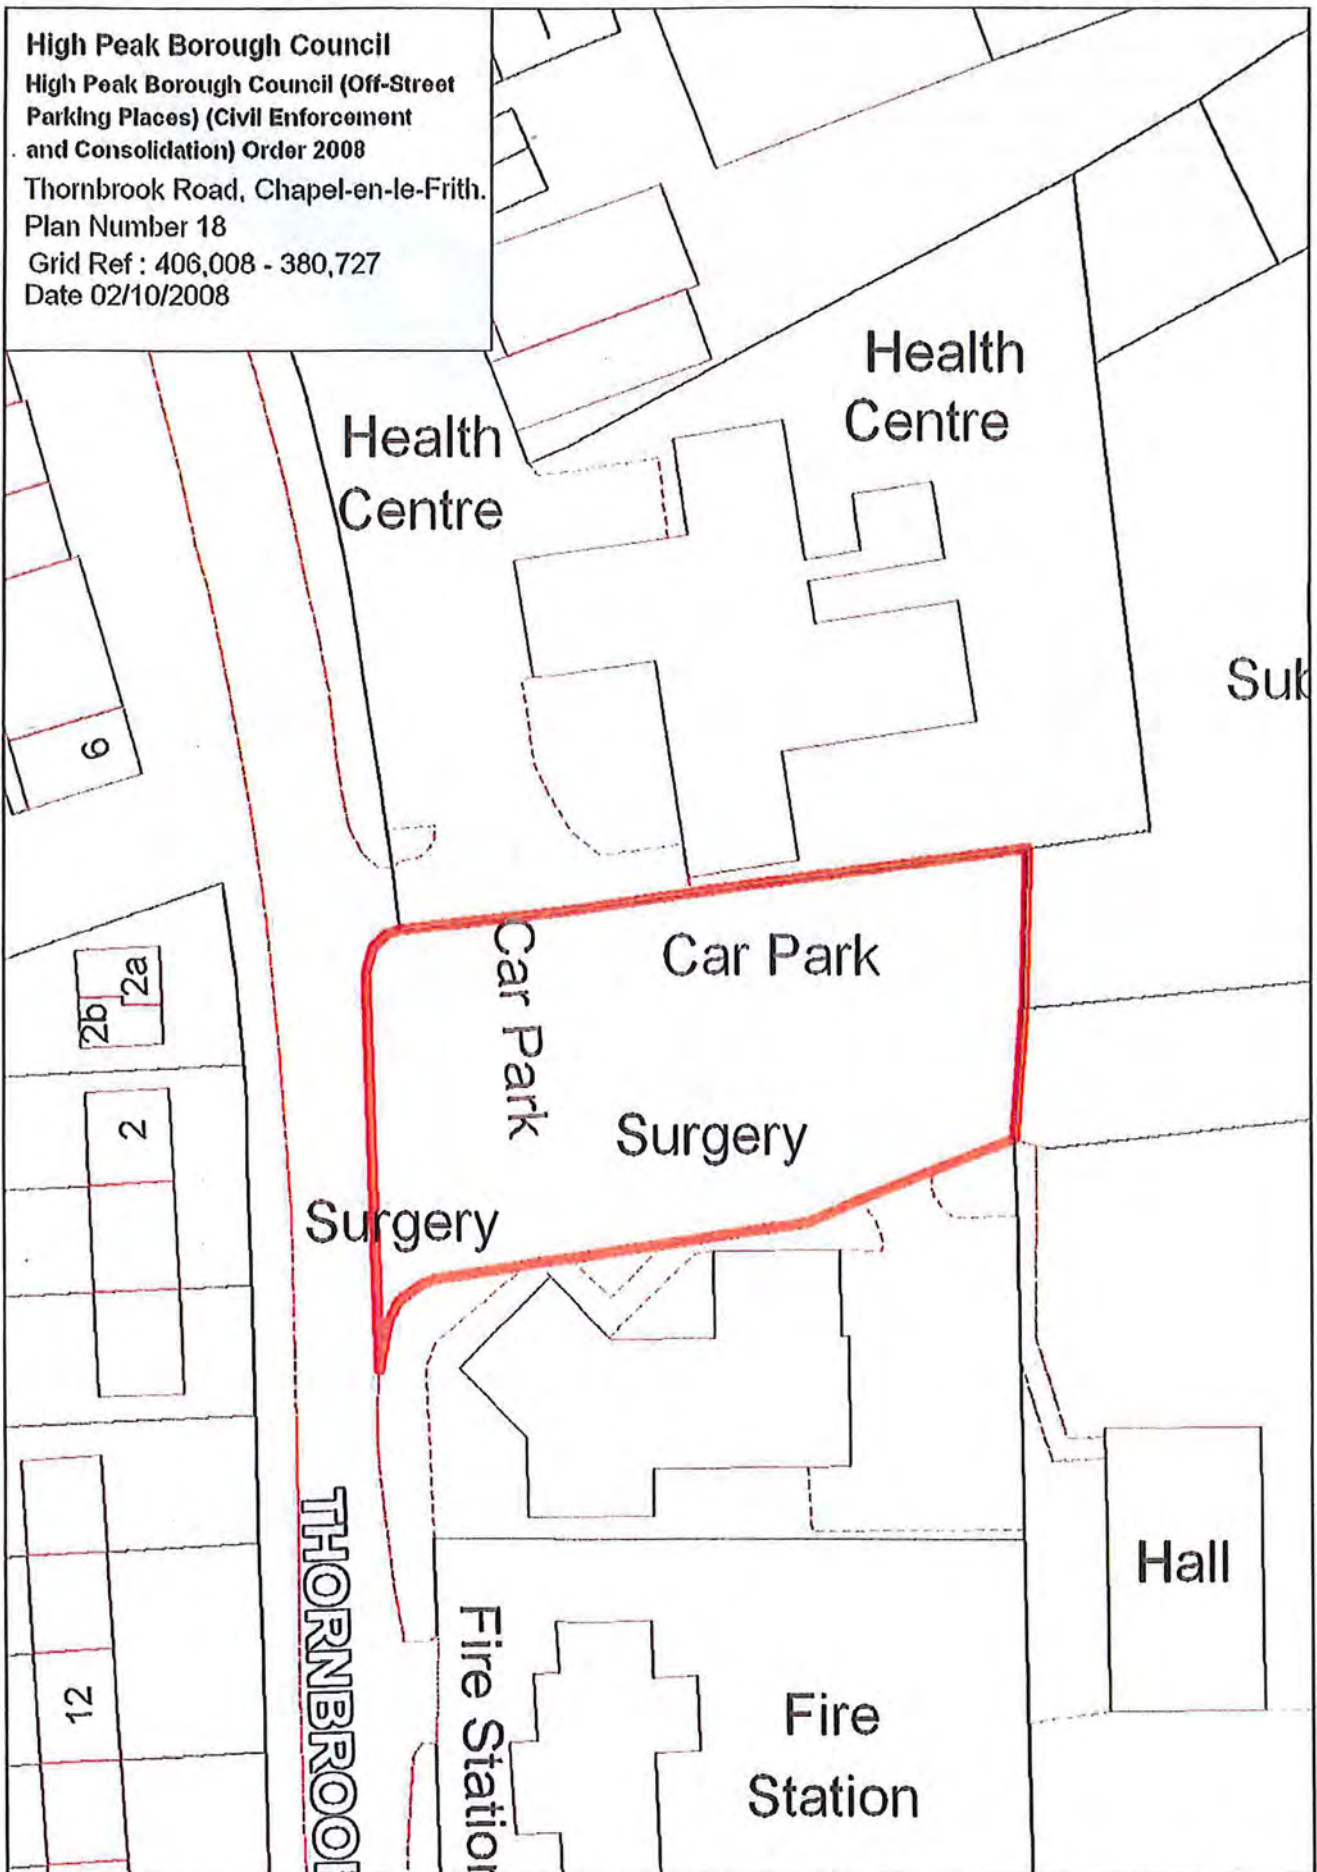 High Peak Borough Council
High Peak Borough Council (Off-Street
Parking Places) (Civil Enforcement
and Consolidation) Order 2008
Thornbrook Road, Chapel-en-le-Frith.
Plan Number 18
Grid Ref : 406,008 - 380,727
Date 02/10/2008
Health
Centre
Health
Centre
Sub
9
Car Park
Car Park
2a
2b
2
Surgery
Surgery
THORNBROOK
Hall
12
Fire Station
Fire
Station